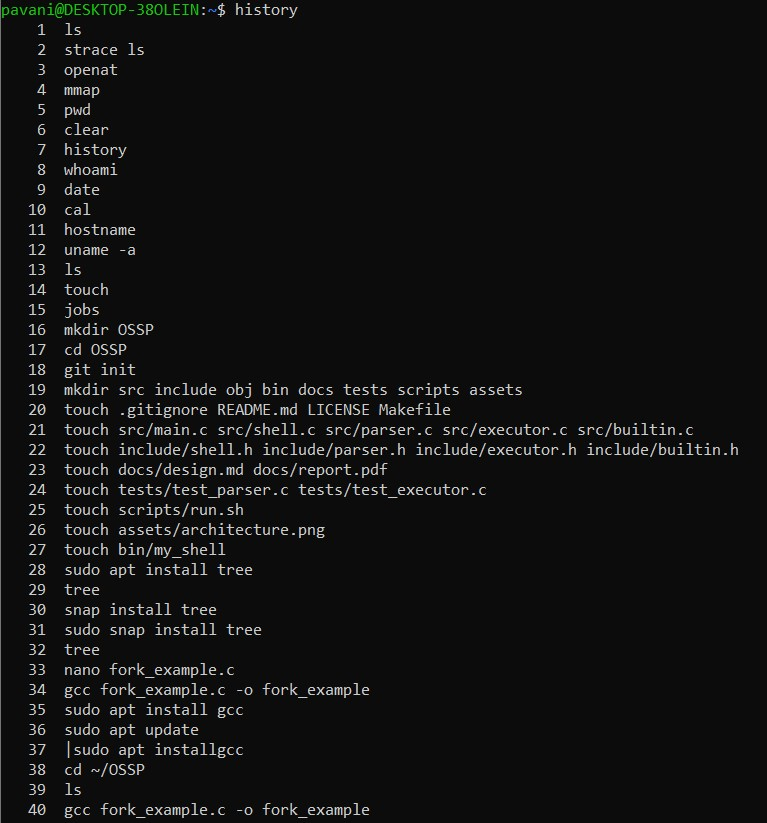 pavani@DESKTOP-38OLEIN:~$ history
1 ls
2 strace ls
3 openat
4 mmap
5 pwd
6 clear
7 history
8 whoami
9 date
10 cal
11 hostname
12 uname -a
13 ls
14 touch
15 jobs
16 mkdir OSSP
17 cd OSSP
18 git init
19 mkdir src include obj bin docs tests scripts assets
20 touch .gitignore README.md LICENSE Makefile
21 touch src/main.c src/shell.c src/parser.c src/executor.c src/builtin.c
22 touch include/shell.h include/parser.h include/executor.h include/builtin.h
23 touch docs/design.md docs/report.pdf
24 touch tests/test_parser.c tests/test_executor.c
25 touch scripts/run.sh
26 touch assets/architecture.png
27 touch bin/my_shell
28 sudo apt install tree
29 tree
30 snap install tree
31 sudo snap install tree
32 tree
33 nano fork_example.c
34 gcc fork_example.c -o fork_example
35 sudo apt install gcc
36 sudo apt update
37 |sudo apt installgcc
38 cd ~/OSSP
39 ls
40 gcc fork_example.c -o fork_example